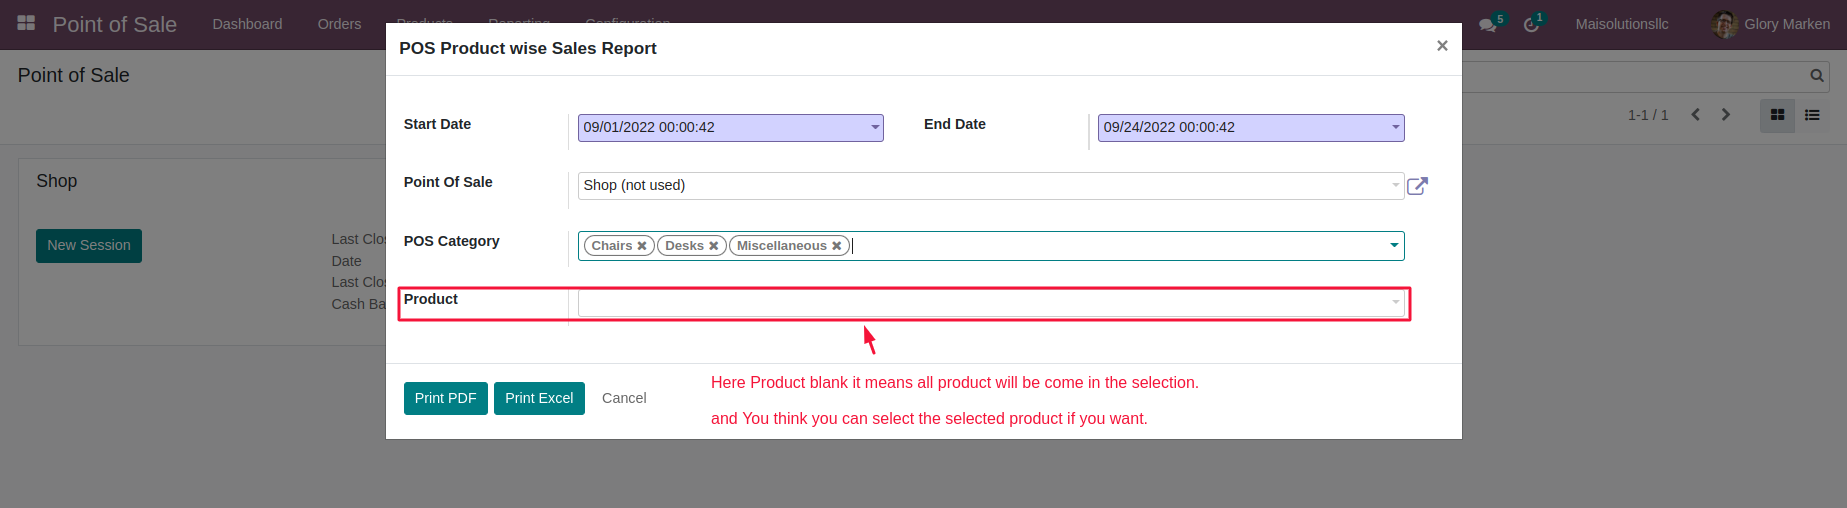 Point of Sale Dashboard Orders Products Reporting Configuration 5 1 Maisolutionsllc Glory Marken
POS Product wise Sales Report ×
Point of Sale
1-1 / 1
Start Date 09/01/2022 00:00:42 End Date 09/24/2022 00:00:42
Shop
Point Of Sale Shop (not used)
New Session
POS Category Chairs ✖ Desks ✖ Miscellaneous ✖
Last Clos
Date
Last Clos
Cash Ba
Product
Print PDF Print Excel Cancel
Here Product blank it means all product will be come in the selection.
and You think you can select the selected product if you want.